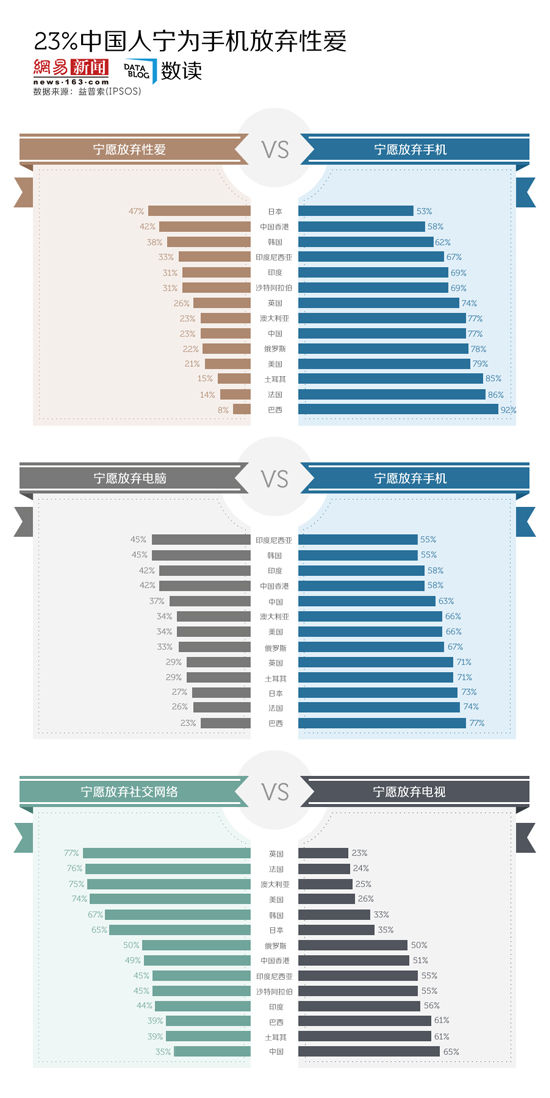 23%中国人宁为手机放弃性爱
網易 新闻 DATA BLOG 数读
news·163·com
数据来源：益普索(IPSOS)
宁愿放弃性爱 VS 宁愿放弃手机
47% 日本 53%
42% 中国香港 58%
38% 韩国 62%
33% 印度尼西亚 67%
31% 印度 69%
31% 沙特阿拉伯 69%
26% 英国 74%
23% 澳大利亚 77%
23% 中国 77%
22% 俄罗斯 78%
21% 美国 79%
15% 土耳其 85%
14% 法国 86%
8% 巴西 92%
宁愿放弃电脑 VS 宁愿放弃手机
45% 印度尼西亚 55%
45% 韩国 55%
42% 印度 58%
42% 中国香港 58%
37% 中国 63%
34% 澳大利亚 66%
34% 美国 66%
33% 俄罗斯 67%
29% 英国 71%
29% 土耳其 71%
27% 日本 73%
26% 法国 74%
23% 巴西 77%
宁愿放弃社交网络 VS 宁愿放弃电视
77% 英国 23%
76% 法国 24%
75% 澳大利亚 25%
74% 美国 26%
67% 韩国 33%
65% 日本 35%
50% 俄罗斯 50%
49% 中国香港 51%
45% 印度尼西亚 55%
45% 沙特阿拉伯 55%
44% 印度 56%
39% 巴西 61%
39% 土耳其 61%
35% 中国 65%